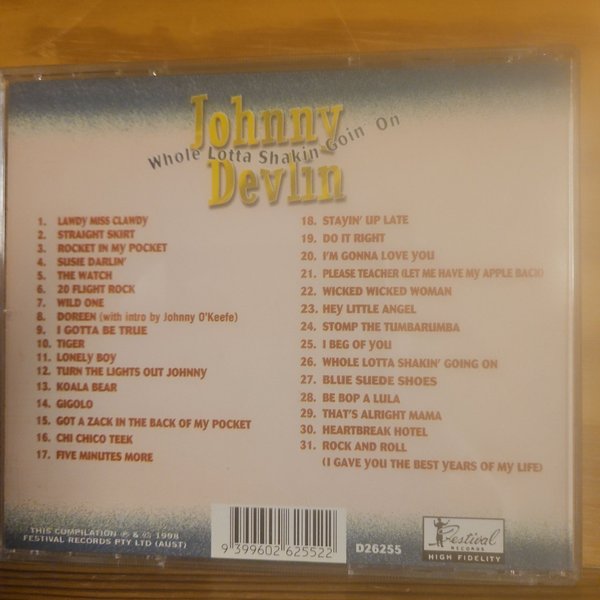 Johnny
Whole Lotta Shakin Goin On
Devlin
1. LAWDY MISS CLAWDY
2. STRAIGHT SKIRT
3. ROCKET IN MY POCKET
4. SUSIE DARLIN'
5. THE WATCH
6. 20 FLIGHT ROCK
7. WILD ONE
8. DOREEN (with intro by Johnny O'Keefe)
9. I GOTTA BE TRUE
10. TIGER
11. LONELY BOY
12. TURN THE LIGHTS OUT JOHNNY
13. KOALA BEAR
14. GIGOLO
15. GOT A ZACK IN THE BACK OF MY POCKET
16. CHI CHICO TEEK
17. FIVE MINUTES MORE
18. STAYIN' UP LATE
19. DO IT RIGHT
20. I'M GONNA LOVE YOU
21. PLEASE TEACHER (LET ME HAVE MY APPLE BACK)
22. WICKED WICKED WOMAN
23. HEY LITTLE ANGEL
24. STOMP THE TUMBARUMBA
25. I BEG OF YOU
26. WHOLE LOTTA SHAKIN' GOING ON
27. BLUE SUEDE SHOES
28. BE BOP A LULA
29. THAT'S ALRIGHT MAMA
30. HEARTBREAK HOTEL
31. ROCK AND ROLL
(I GAVE YOU THE BEST YEARS OF MY LIFE)
THIS COMPILATION ℗ & © 1998
FESTIVAL RECORDS PTY LTD (AUST)
9 399602 625522
D26255
Festival
RECORDS
HIGH FIDELITY